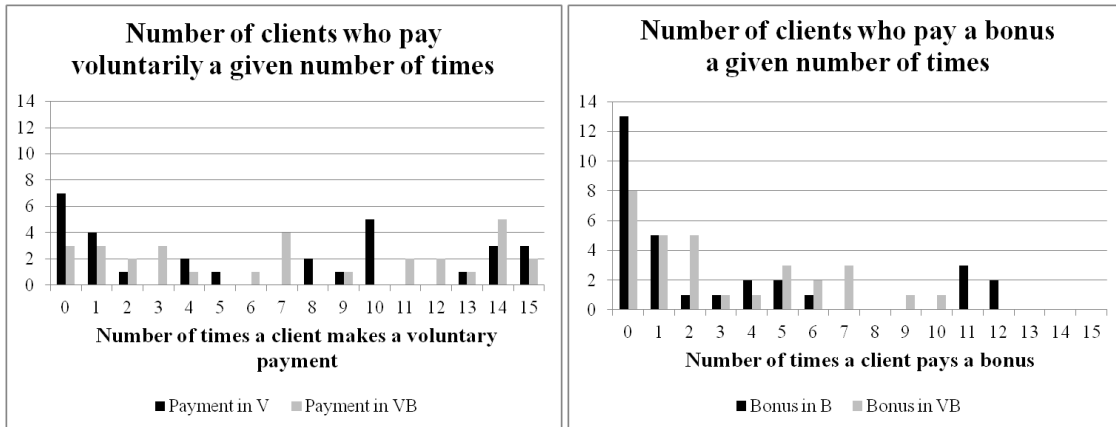 Number of clients who pay
voluntarily a given number of times
14
12
10
8
6
4
2
0
0 1 2 3 4 5 6 7 8 9 10 11 12 13 14 15
Number of times a client makes a voluntary
payment
Payment in V Payment in VB
Number of clients who pay a bonus
a given number of times
14
12
10
8
6
4
2
0
0 1 2 3 4 5 6 7 8 9 10 11 12 13 14 15
Number of times a client pays a bonus
Bonus in B Bonus in VB